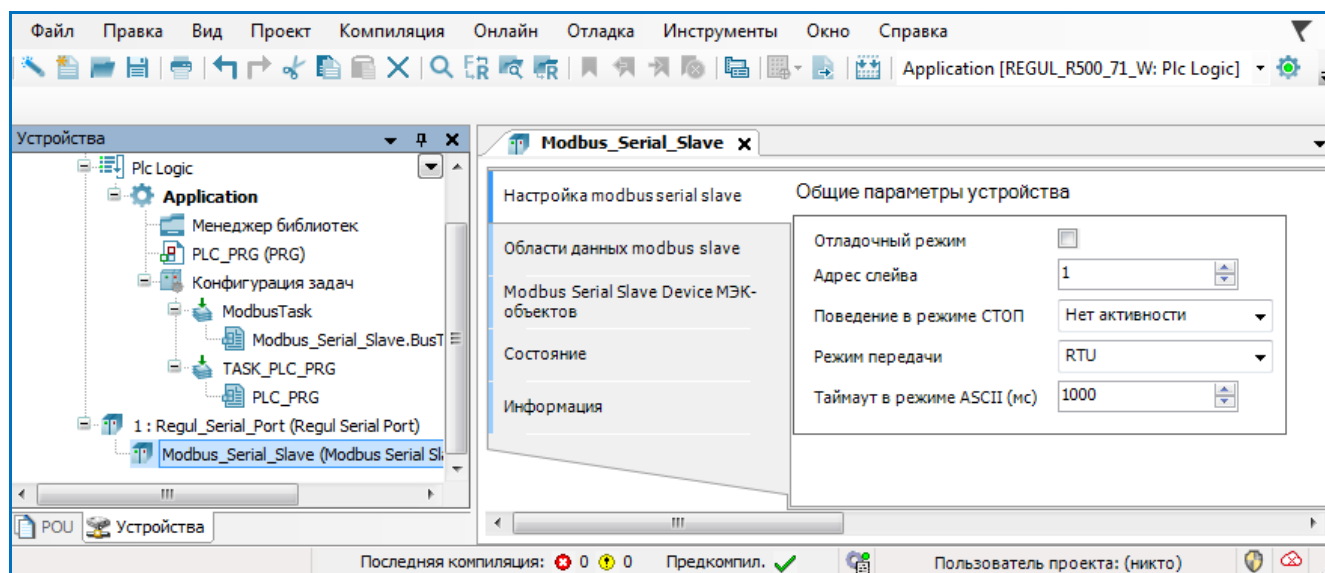 Файл Правка Вид Проект Компиляция Онлайн Отладка Инструменты Окно Справка
Application [REGUL_R500_71_W: Plc Logic]
Устройства
Plc Logic
Application
Менеджер библиотек
PLC_PRG (PRG)
Конфигурация задач
ModbusTask
Modbus_Serial_Slave.BusT
TASK_PLC_PRG
PLC_PRG
1 : Regul_Serial_Port (Regul Serial Port)
Modbus_Serial_Slave (Modbus Serial Sl
POU Устройства
Modbus_Serial_Slave
Настройка modbus serial slave
Области данных modbus slave
Modbus Serial Slave Device МЭК-
объектов
Состояние
Информация
Общие параметры устройства
Отладочный режим
Адрес слейва 1
Поведение в режиме СТОП Нет активности
Режим передачи RTU
Таймаут в режиме ASCII (мс) 1000
Последняя компиляция: 0 0 Предкомпил. Пользователь проекта: (никто)